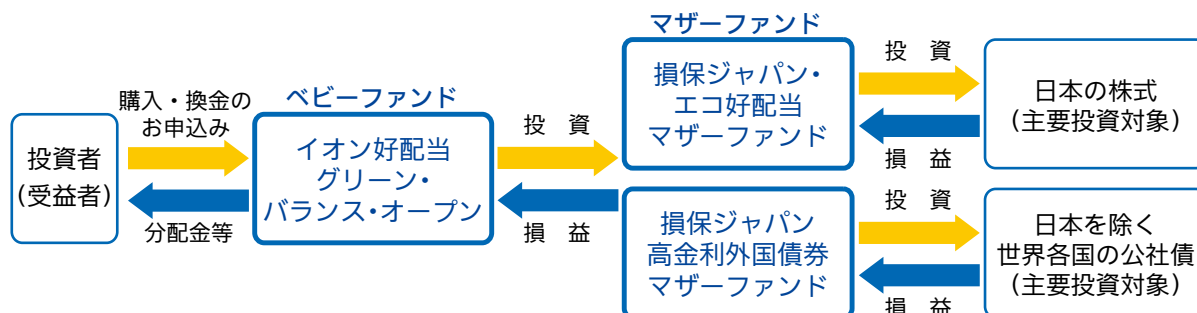 購入・換金の
お申込み
投資者
(受益者)
分配金等
ベビーファンド
イオン好配当
グリーン・
バランス・オープン
投　資
損　益
マザーファンド
損保ジャパン・
エコ好配当
マザーファンド
損保ジャパン
高金利外国債券
マザーファンド
投　資
損　益
日本の株式
(主要投資対象)
投　資
損　益
日本を除く
世界各国の公社債
(主要投資対象)